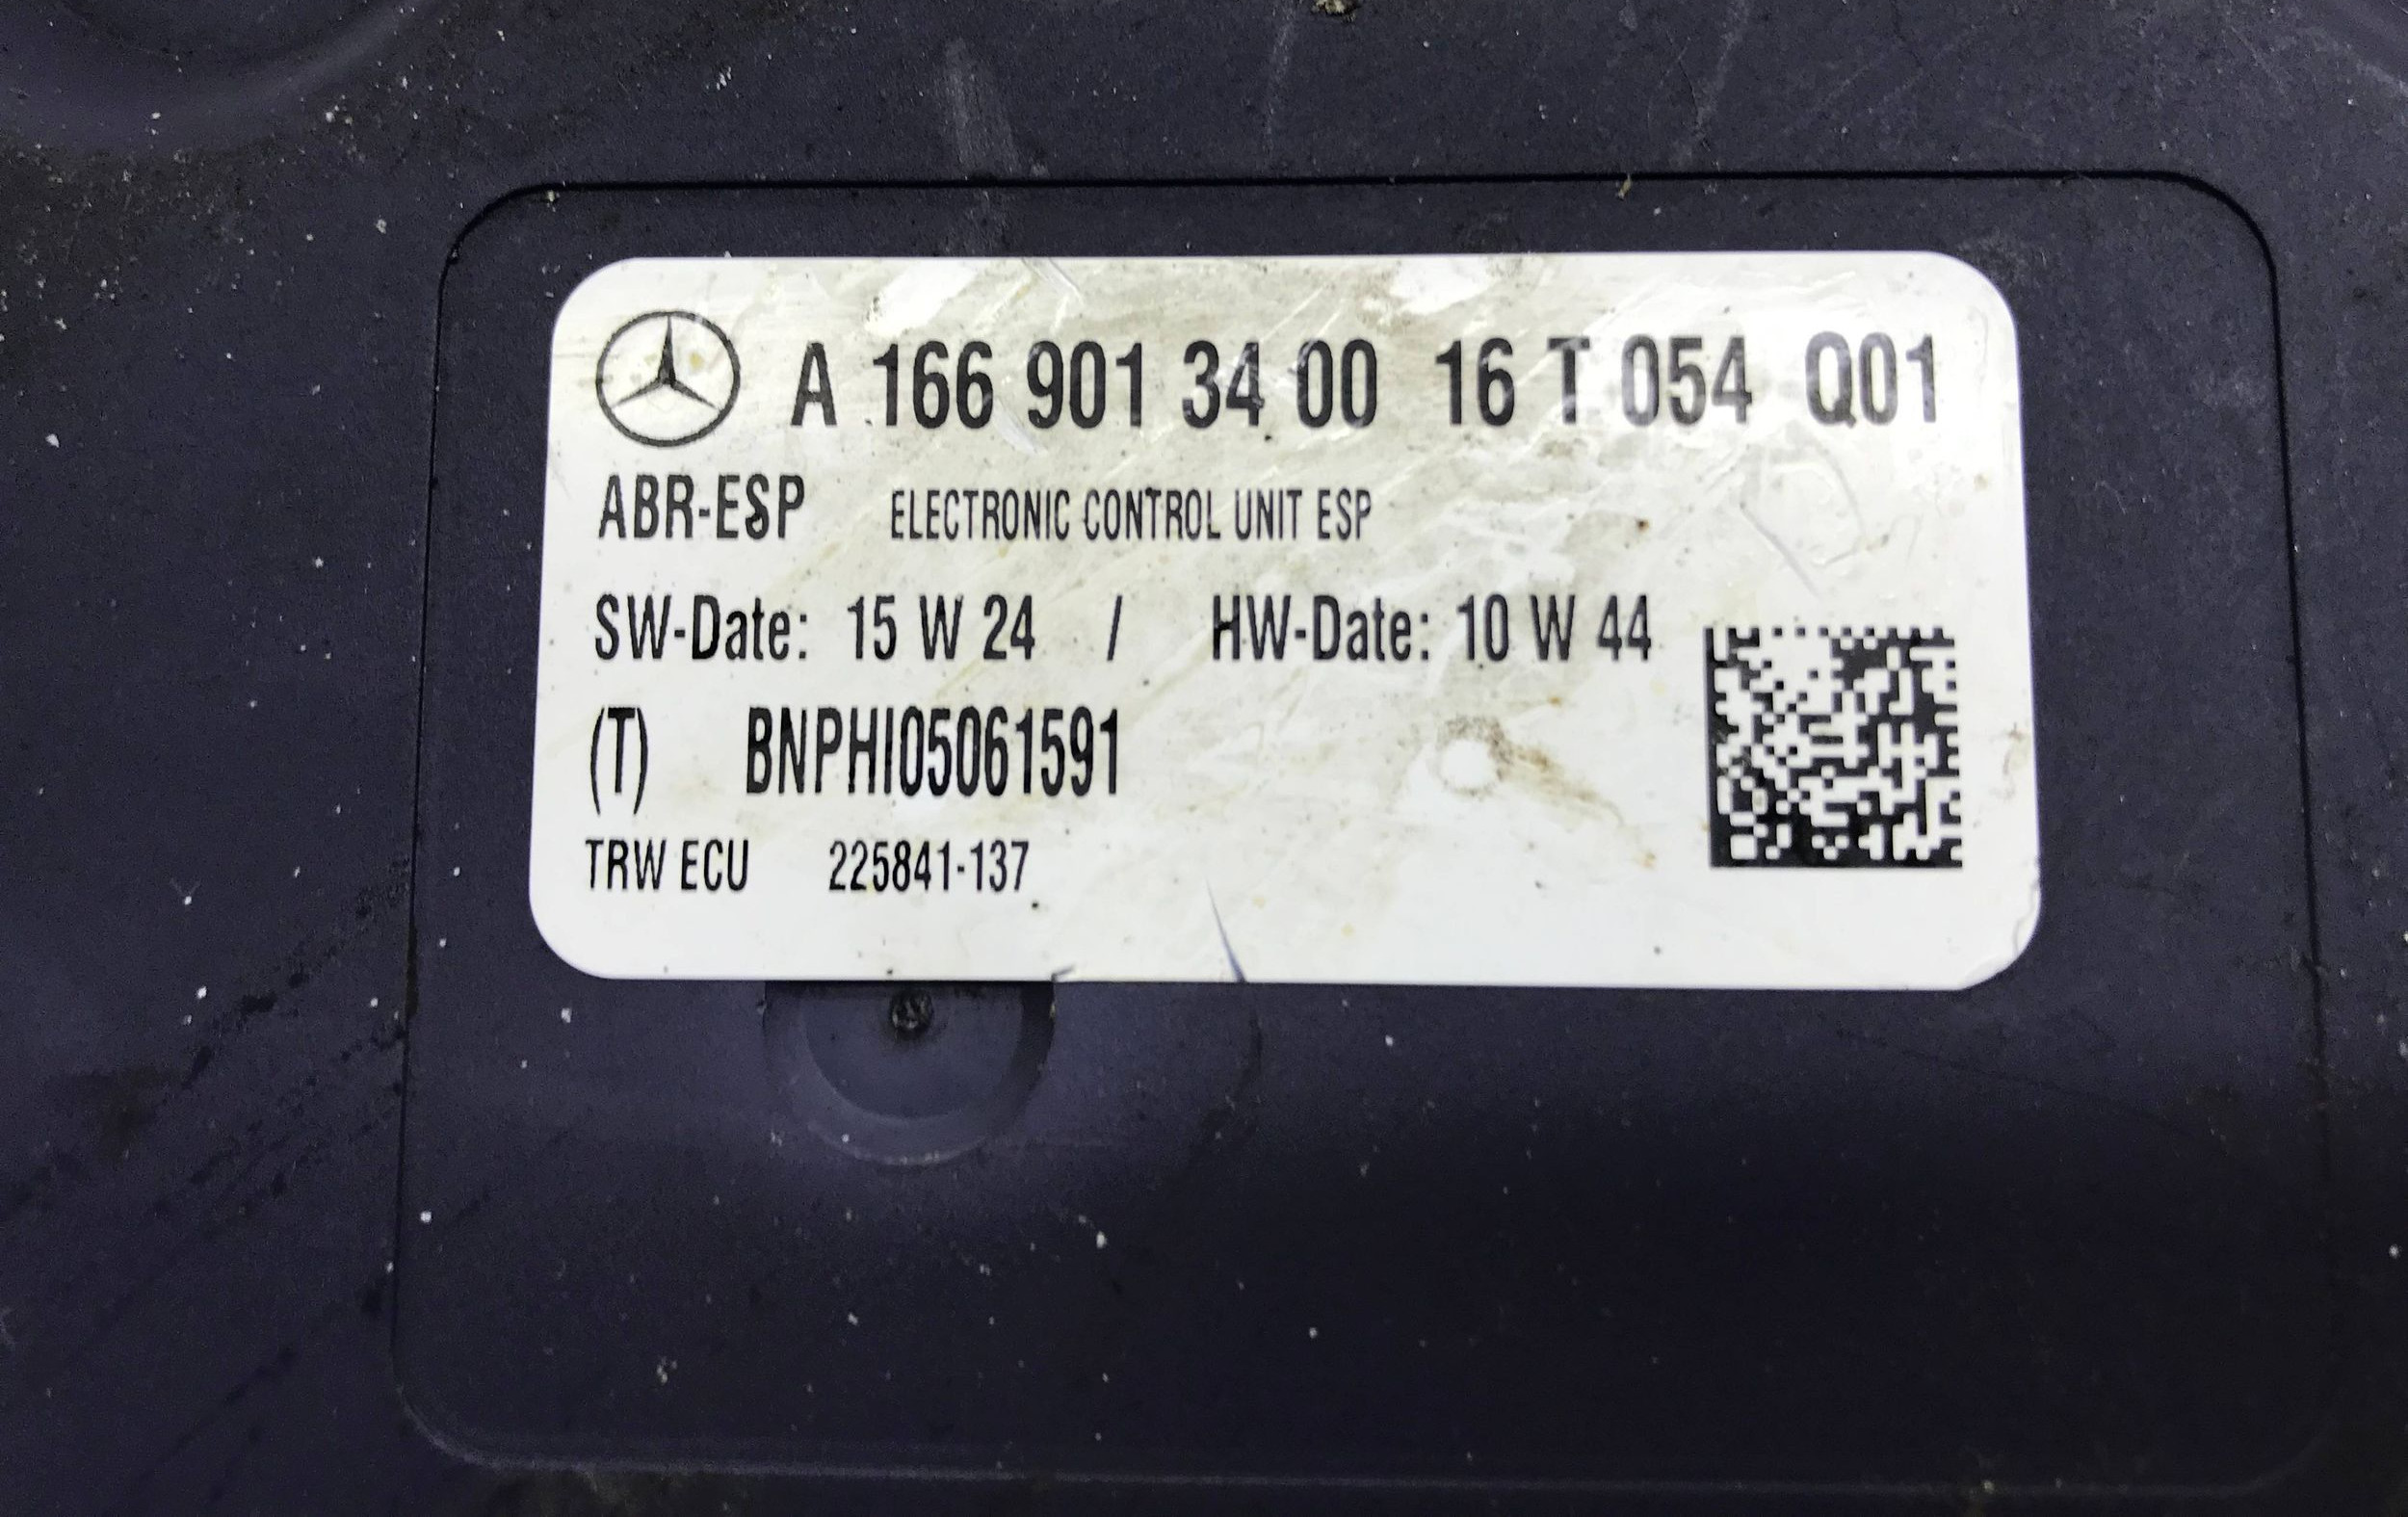 A 166 901 34 00 16 T 054 Q01
ABR-ESP ELECTRONIC CONTROL UNIT ESP
SW-Date: 15 W 24 / HW-Date: 10 W 44
(T) BNPHI05061591
TRW ECU 225841-137